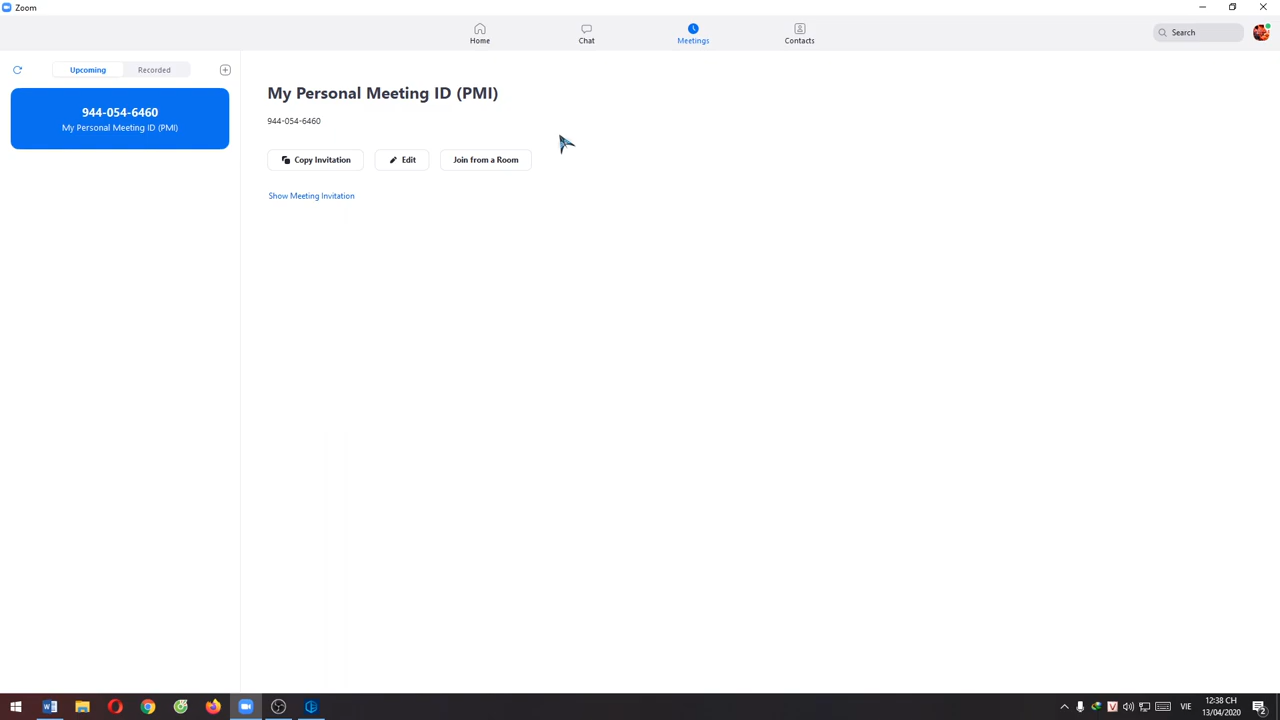 Zoom
Home
Chat
Meetings
Contacts
Search
Upcoming
Recorded
944-054-6460
My Personal Meeting ID (PMI)
My Personal Meeting ID (PMI)
944-054-6460
Copy Invitation
Edit
Join from a Room
Show Meeting Invitation
VIE
12:38 CH
13/04/2020
2